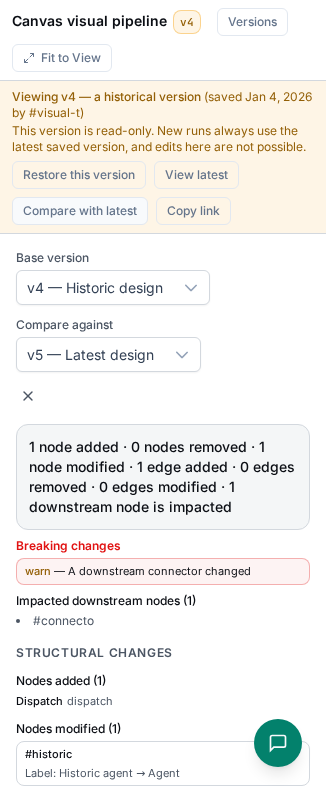 Canvas visual pipeline v4 Versions
Fit to View
Viewing v4 — a historical version (saved Jan 4, 2026
by #visual-t)
This version is read-only. New runs always use the
latest saved version, and edits here are not possible.
Restore this version View latest
Compare with latest Copy link
Base version
v4 — Historic design
Compare against
v5 — Latest design
1 node added · 0 nodes removed · 1
node modified · 1 edge added · 0 edges
removed · 0 edges modified · 1
downstream node is impacted
Breaking changes
warn — A downstream connector changed
Impacted downstream nodes (1)
• #connecto
STRUCTURAL CHANGES
Nodes added (1)
Dispatch dispatch
Nodes modified (1)
#historic
Label: Historic agent → Agent